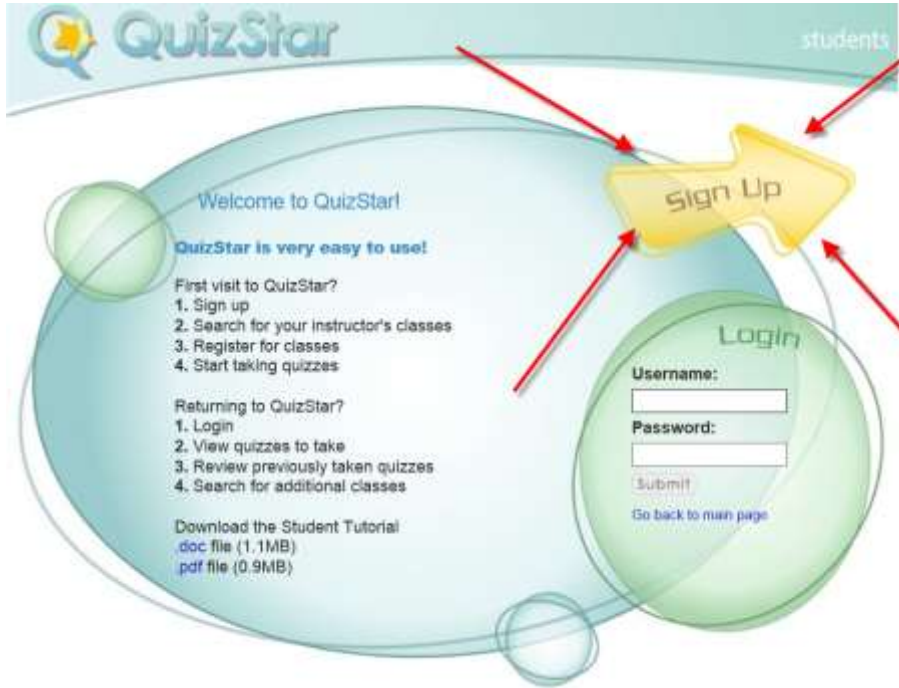 QuizStar
students
Sign Up
Welcome to QuizStar!
QuizStar is very easy to use!
First visit to QuizStar?
1. Sign up
2. Search for your instructor's classes
3. Register for classes
4. Start taking quizzes
Returning to QuizStar?
1. Login
2. View quizzes to take
3. Review previously taken quizzes
4. Search for additional classes
Download the Student Tutorial
.doc file (1.1MB)
.pdf file (0.9MB)
Login
Username:
Password:
Submit
Go back to main page